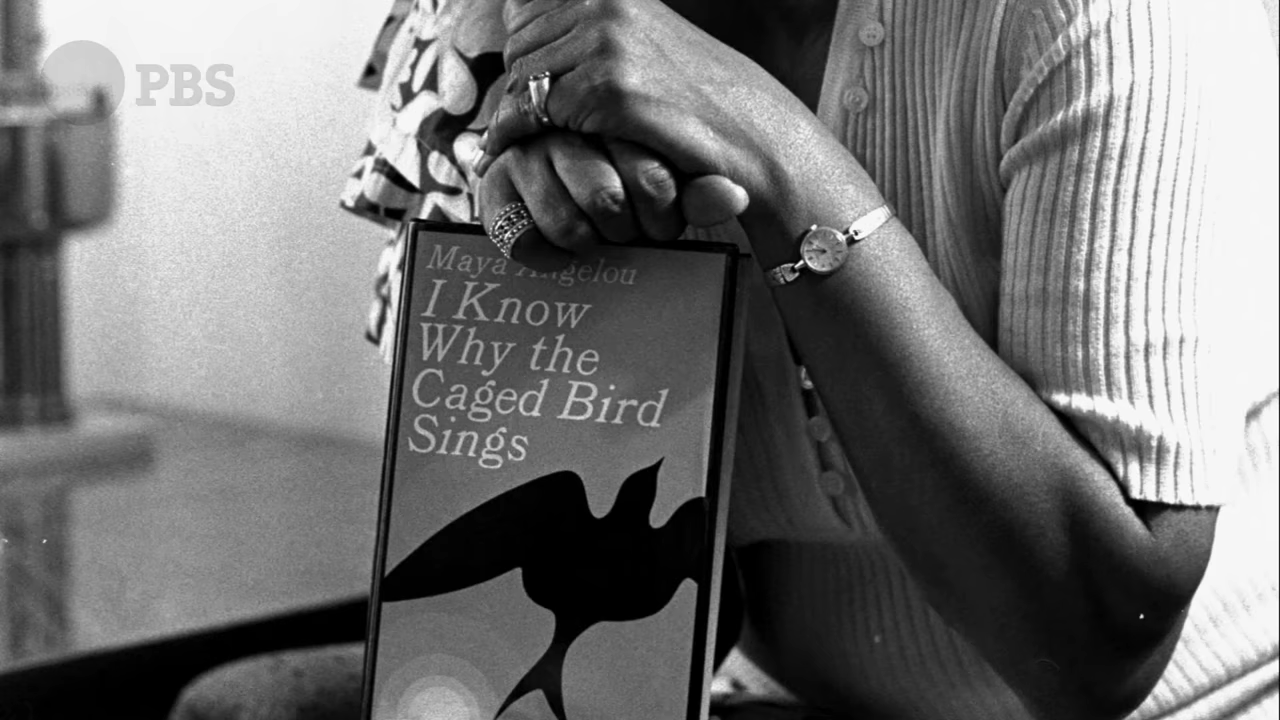 PBS
Maya Angelou
I Know
Why the
Caged Bird
Sings